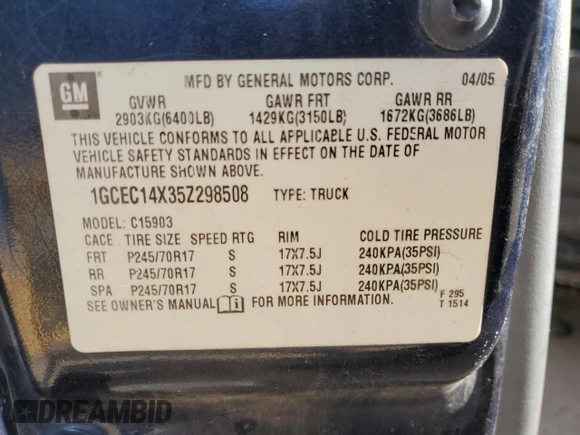 GM
MFD BY GENERAL MOTORS CORP. 04/05
GVWR GAWR FRT GAWR RR
2903KG(6400LB) 1429KG(3150LB) 1672KG(3686LB)
THIS VEHICLE CONFORMS TO ALL APPLICABLE U.S. FEDERAL MOTOR
VEHICLE SAFETY STANDARDS IN EFFECT ON THE DATE OF
MANUFACTURE SHOWN ABOVE.
1GCEC14X35Z298508 TYPE: TRUCK
MODEL: C15903
CACE TIRE SIZE SPEED RTG RIM COLD TIRE PRESSURE
FRT P245/70R17 S 17X7.5J 240KPA(35PSI)
RR P245/70R17 S 17X7.5J 240KPA(35PSI)
SPA P245/70R17 S 17X7.5J 240KPA(35PSI)
SEE OWNER'S MANUAL FOR MORE INFORMATION.
F 295
T 1514
DREAMBID